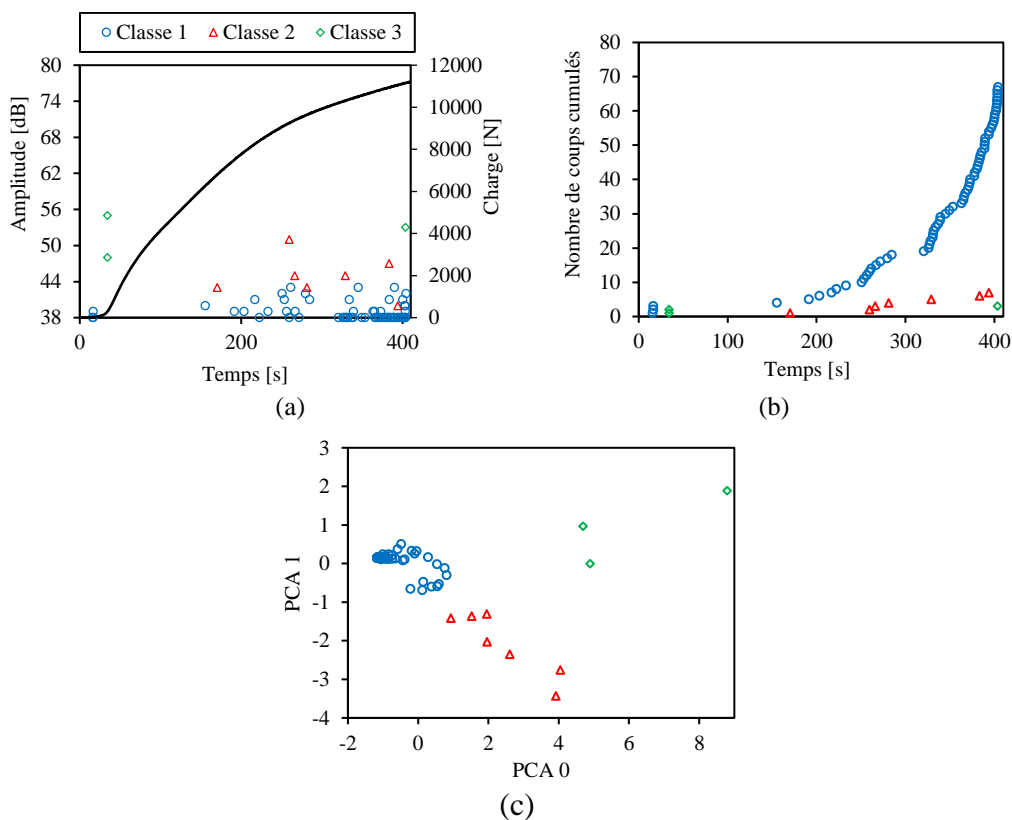 Classe 1 Classe 2 Classe 3
Amplitude [dB]
80
74
68
62
56
50
44
38
12000
10000
8000
6000
4000
2000
0
Charge [N]
0 200 400
Temps [s]
(a)
Nombre de coups cumulés
80
70
60
50
40
30
20
10
0
0 100 200 300 400
Temps [s]
(b)
PCA 1
3
2
1
0
-1
-2
-3
-4
-2 0 2 4 6 8
PCA 0
(c)